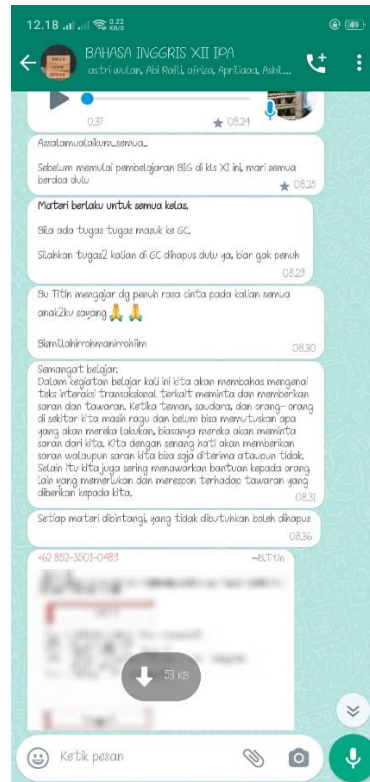 12.18
0.22
KB/S
49
BAHASA INGGRIS XII IPA
astri wulan, Abi Rafli, afriza, Apriliaaa, Ashil...
0.37
★ 08.24
Assalamualaikum..semua..
Sebelum memulai pembelajaran BIG di kls XI ini, mari semua
berdoa dulu
★ 08.25
Materi berlaku untuk semua kelas,
Bila ada tugas tugas masuk ke GC.
Silahkan tugas2 kalian di GC dihapus dulu ya, biar gak penuh
08.29
Bu Titin mengajar dg penuh rasa cinta pada kalian semua
anak2ku sayang 🙏 🙏
Bismillahirrohmanirrohiim
08.30
Semangat belajar.
Dalam kegiatan belajar kali ini kita akan membahas mengenai
teks interaksi transaksional terkait meminta dan memberikan
saran dan tawaran. Ketika teman, saudara, dan orang- orang
di sekitar kita masih ragu dan belum bisa memutuskan apa
yang akan mereka lakukan, biasanya mereka akan meminta
saran dari kita. Kita dengan senang hati akan memberikan
saran walaupun saran kita bisa saja diterima ataupun tidak.
Selain itu kita juga sering menawarkan bantuan kepada orang
lain yang memerlukan dan merespon terhadap tawaran yang
diberikan kepada kita.
08.31
Setiap materi dibintangi, yang tidak dibutuhkan boleh dihapus
08.36
+62 852-3501-0489
~B.Titin
53 KB
Ketik pesan